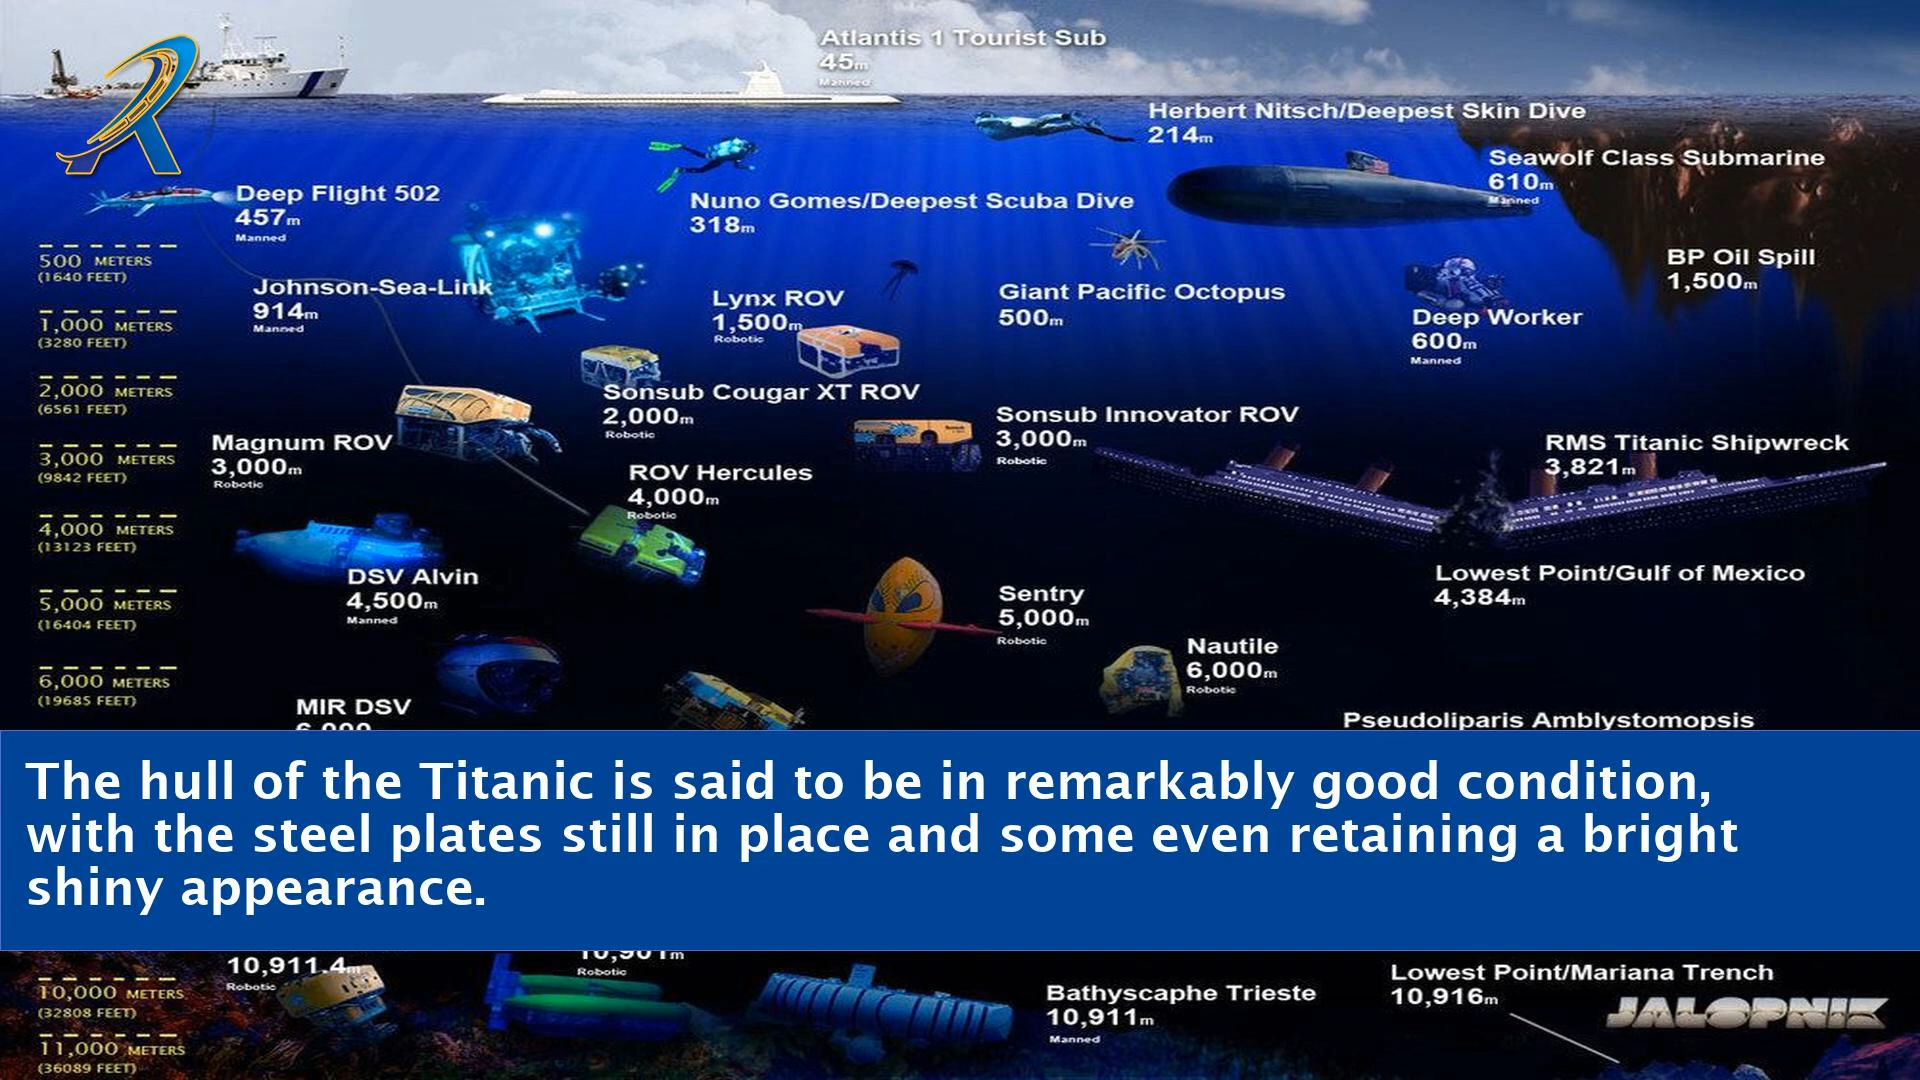 Atlantis 1 Tourist Sub
45m
Manned
Herbert Nitsch/Deepest Skin Dive
214m
Seawolf Class Submarine
610m
Manned
Deep Flight 502
457m
Manned
Nuno Gomes/Deepest Scuba Dive
318m
500 METERS
(1640 FEET)
BP Oil Spill
1,500m
Johnson-Sea-Link
914m
Manned
Lynx ROV
1,500m
Robotic
Giant Pacific Octopus
500m
Deep Worker
600m
Manned
1,000 METERS
(3280 FEET)
2,000 METERS
(6561 FEET)
Sonsub Cougar XT ROV
2,000m
Robotic
Sonsub Innovator ROV
3,000m
Robotic
Magnum ROV
3,000m
Robotic
RMS Titanic Shipwreck
3,821m
3,000 METERS
(9842 FEET)
ROV Hercules
4,000m
Robotic
4,000 METERS
(13123 FEET)
DSV Alvin
4,500m
Manned
Lowest Point/Gulf of Mexico
4,384m
Sentry
5,000m
Robotic
5,000 METERS
(16404 FEET)
Nautile
6,000m
Robotic
6,000 METERS
(19685 FEET)
MIR DSV
6,000
Pseudoliparis Amblystomopsis
The hull of the Titanic is said to be in remarkably good condition,
with the steel plates still in place and some even retaining a bright
shiny appearance.
10,911.4m
Robotic
Robotic
Lowest Point/Mariana Trench
10,916m
10,000 METERS
(32808 FEET)
Bathyscaphe Trieste
10,911m
Manned
JALOPNIK
11,000 METERS
(36089 FEET)